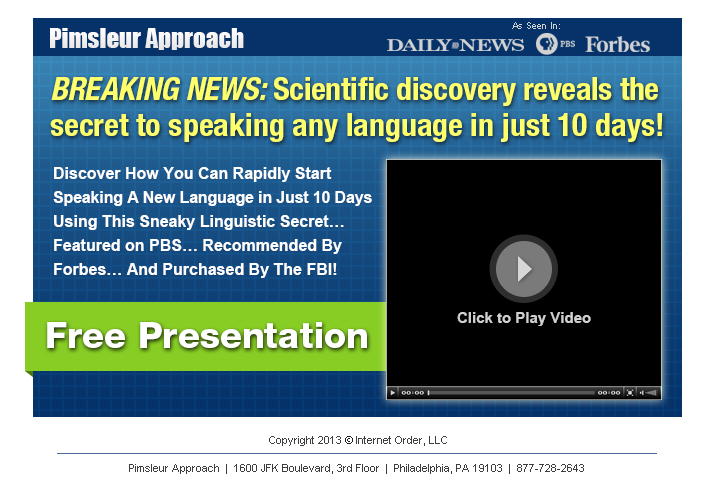 As Seen In:
Pimsleur Approach
DAILY NEWS PBS Forbes
BREAKING NEWS: Scientific discovery reveals the
secret to speaking any language in just 10 days!
Discover How You Can Rapidly Start
Speaking A New Language in Just 10 Days
Using This Sneaky Linguistic Secret...
Featured on PBS... Recommended By
Forbes... And Purchased By The FBI!
Free Presentation
Click to Play Video
00:00 00:00
Copyright 2013 © Internet Order, LLC
Pimsleur Approach | 1600 JFK Boulevard, 3rd Floor | Philadelphia, PA 19103 | 877-728-2643